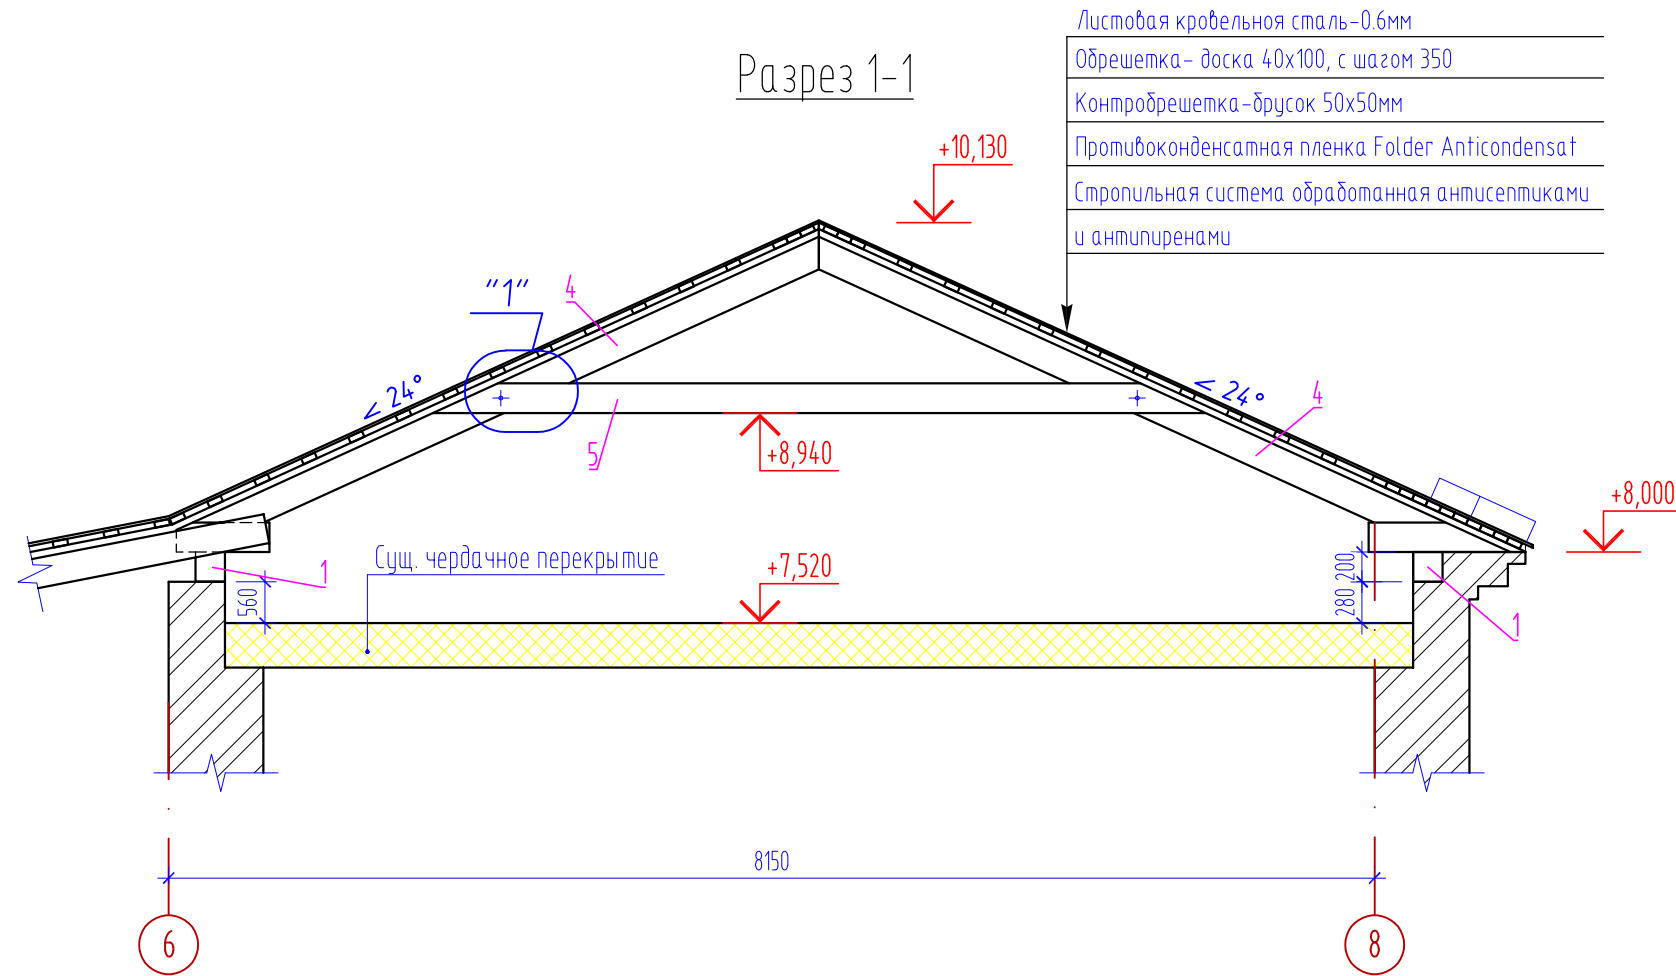 Листовая кровельноя сталь-0.6мм
Разрез 1-1
Обрешетка- доска 40х100, с шагом 350
Контробрешетка-брусок 50х50мм
+10,130
Противоконденсатная пленка Folder Anticondensat
Стропильная система обработанная антисептиками
и антипиренами
"1"
4
< 24°
< 24°
4
5
+8,940
+8,000
Сущ. чердачное перекрытие
1
+7,520
560
200
280
1
8150
6
8